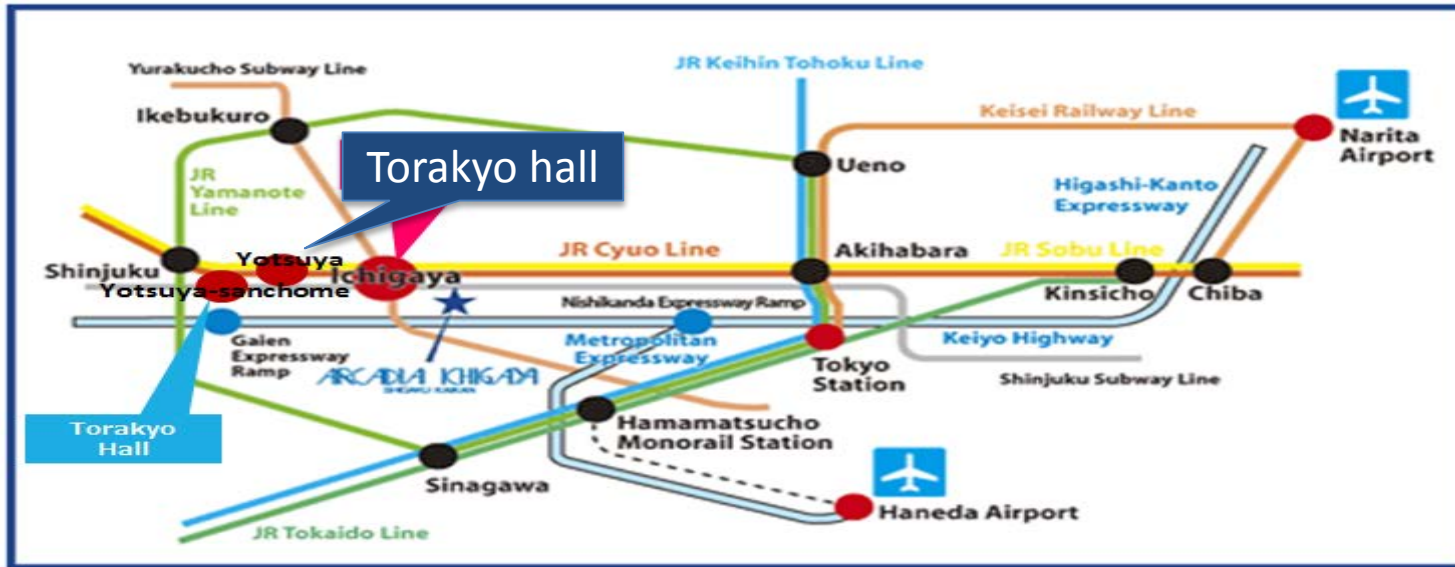 JR Keihin Tohoku Line
Yurakucho Subway Line
Ikebukuro
Keisei Railway Line
Narita
Airport
Torakyo hall
Ueno
JR
Yamanote
Line
Higashi-Kanto
Expressway
Shinjuku
Yotsuya
Ichigaya
JR Cyuo Line
Akihabara
JR Sobu Line
Yotsuya-sanchome
Nishikanda Expressway Ramp
Kinsicho
Chiba
Gaien
Expressway
Ramp
ARCADIA ICHIGAYA
SHIGAKU KAIKAN
Metropolitan
Expressway
Tokyo
Station
Keiyo Highway
Shinjuku Subway Line
Torakyo
Hall
Hamamatsucho
Monorail Station
Sinagawa
Haneda Airport
JR Tokaido Line